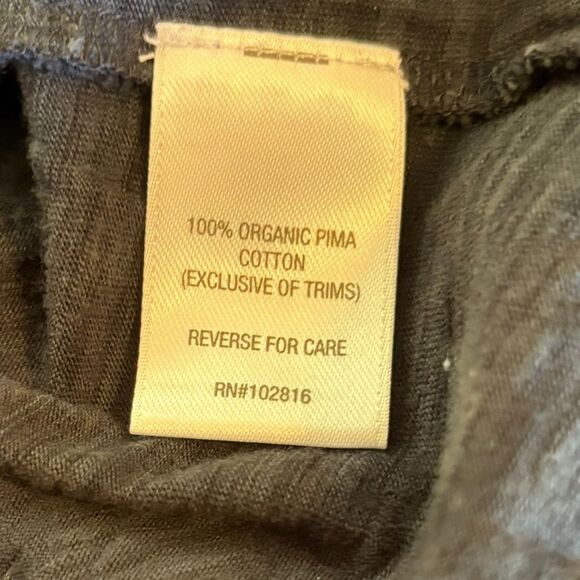 100% ORGANIC PIMA
COTTON
(EXCLUSIVE OF TRIMS)
REVERSE FOR CARE
RN#102816